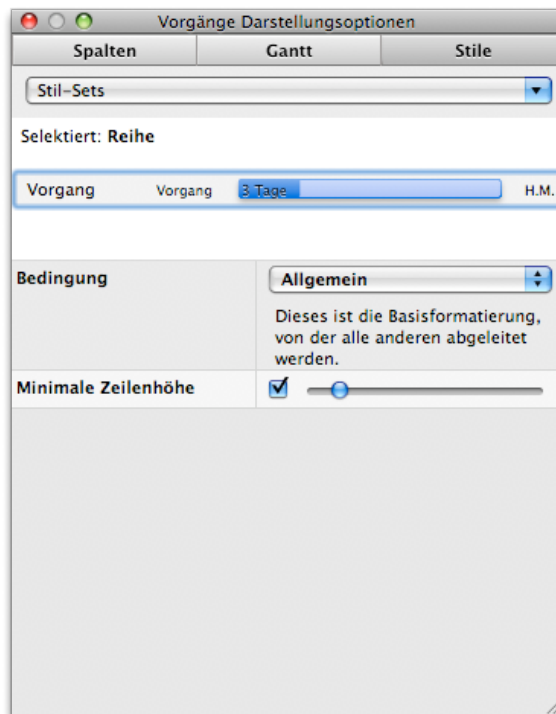 Vorgänge Darstellungsoptionen
Spalten Gantt Stile
Stil-Sets
Selektiert: Reihe
Vorgang Vorgang 3 Tage H.M.
Bedingung Allgemein
Dieses ist die Basisformatierung,
von der alle anderen abgeleitet
werden.
Minimale Zeilenhöhe